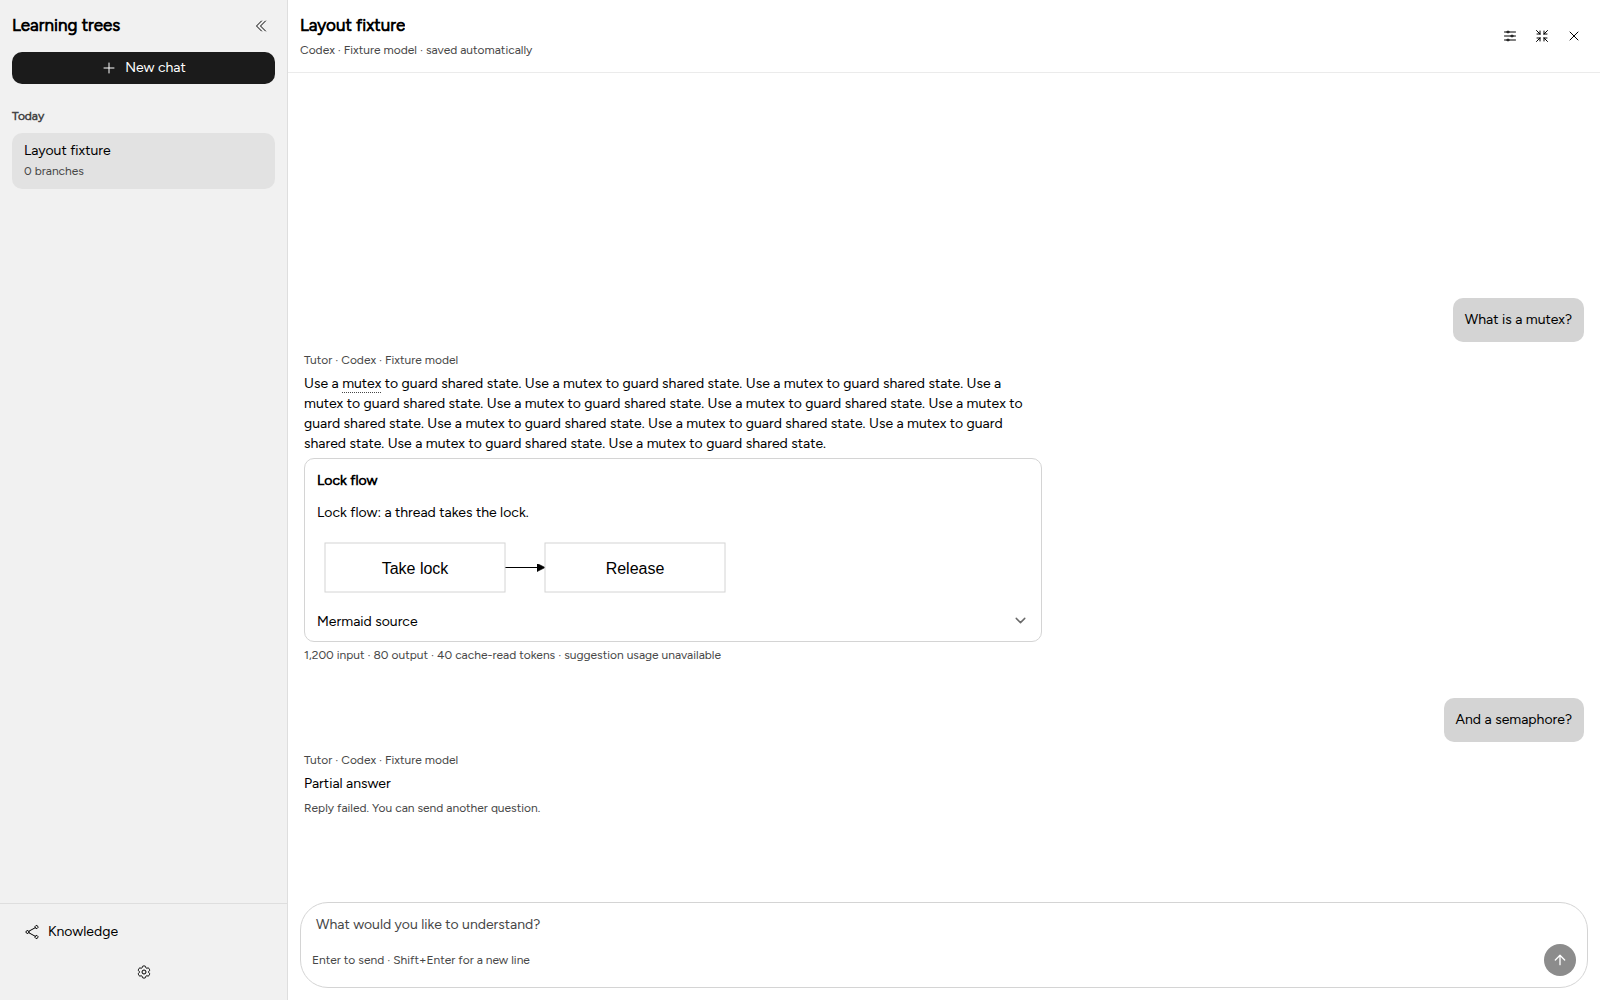 Learning trees
New chat
Today
Layout fixture
0 branches
Knowledge
Layout fixture
Codex · Fixture model · saved automatically
What is a mutex?
Tutor · Codex · Fixture model
Use a mutex to guard shared state. Use a mutex to guard shared state. Use a mutex to guard shared state. Use a
mutex to guard shared state. Use a mutex to guard shared state. Use a mutex to guard shared state. Use a mutex to
guard shared state. Use a mutex to guard shared state. Use a mutex to guard shared state. Use a mutex to guard
shared state. Use a mutex to guard shared state. Use a mutex to guard shared state.
Lock flow
Lock flow: a thread takes the lock.
Take lock
Release
Mermaid source
1,200 input · 80 output · 40 cache-read tokens · suggestion usage unavailable
And a semaphore?
Tutor · Codex · Fixture model
Partial answer
Reply failed. You can send another question.
What would you like to understand?
Enter to send · Shift+Enter for a new line